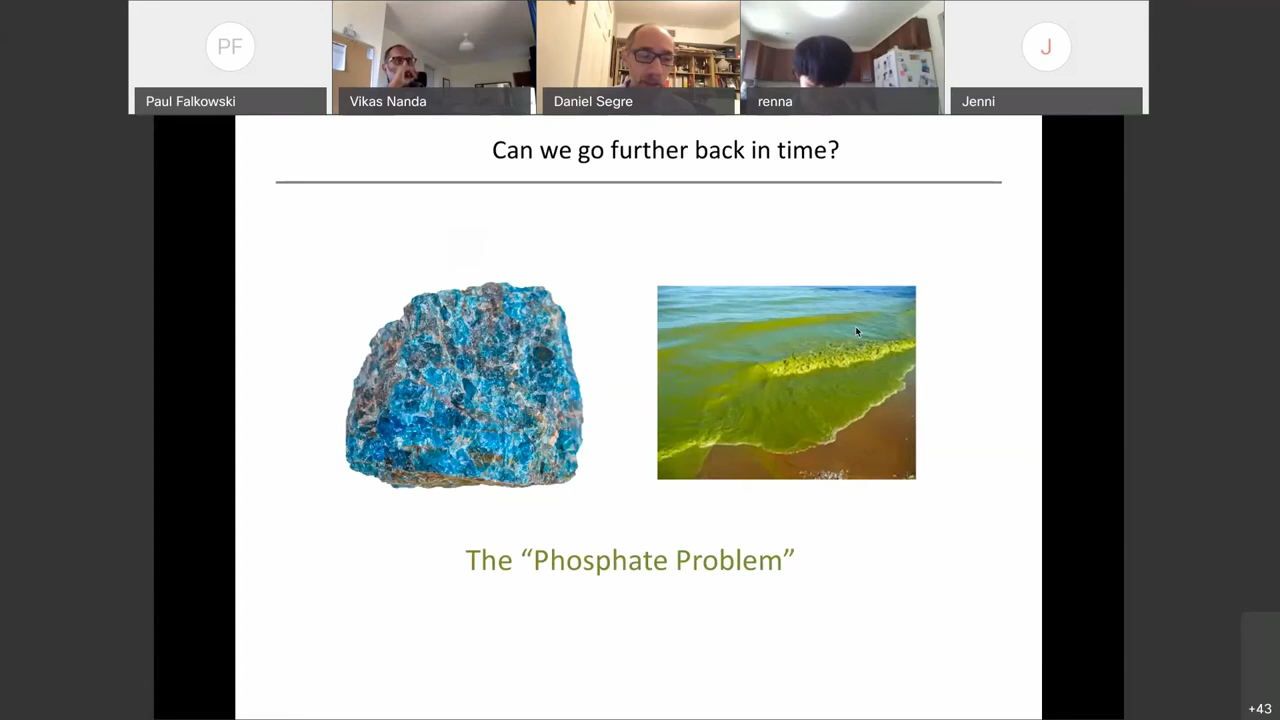 PF
Paul Falkowski
Vikas Nanda
Daniel Segre
renna
J
Jenni
Can we go further back in time?
The “Phosphate Problem”
+43